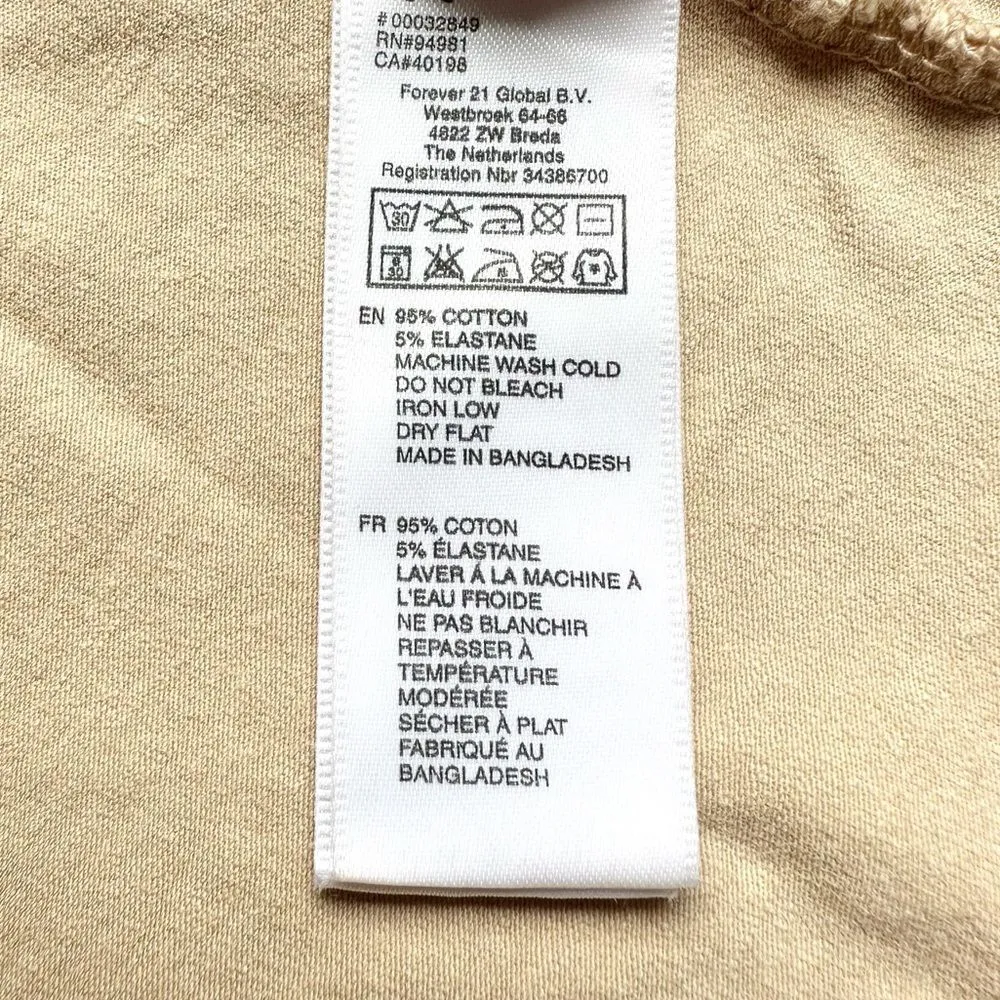 # 00032849
RN#94981
CA#40198
Forever 21 Global B.V.
Westbroek 64-66
4822 ZW Breda
The Netherlands
Registration Nbr 34386700
30
30
EN 95% COTTON
5% ELASTANE
MACHINE WASH COLD
DO NOT BLEACH
IRON LOW
DRY FLAT
MADE IN BANGLADESH
FR 95% COTON
5% ÉLASTANE
LAVER Á LA MACHINE À
L'EAU FROIDE
NE PAS BLANCHIR
REPASSER À
TEMPÉRATURE
MODÉRÉE
SÉCHER À PLAT
FABRIQUÉ AU
BANGLADESH